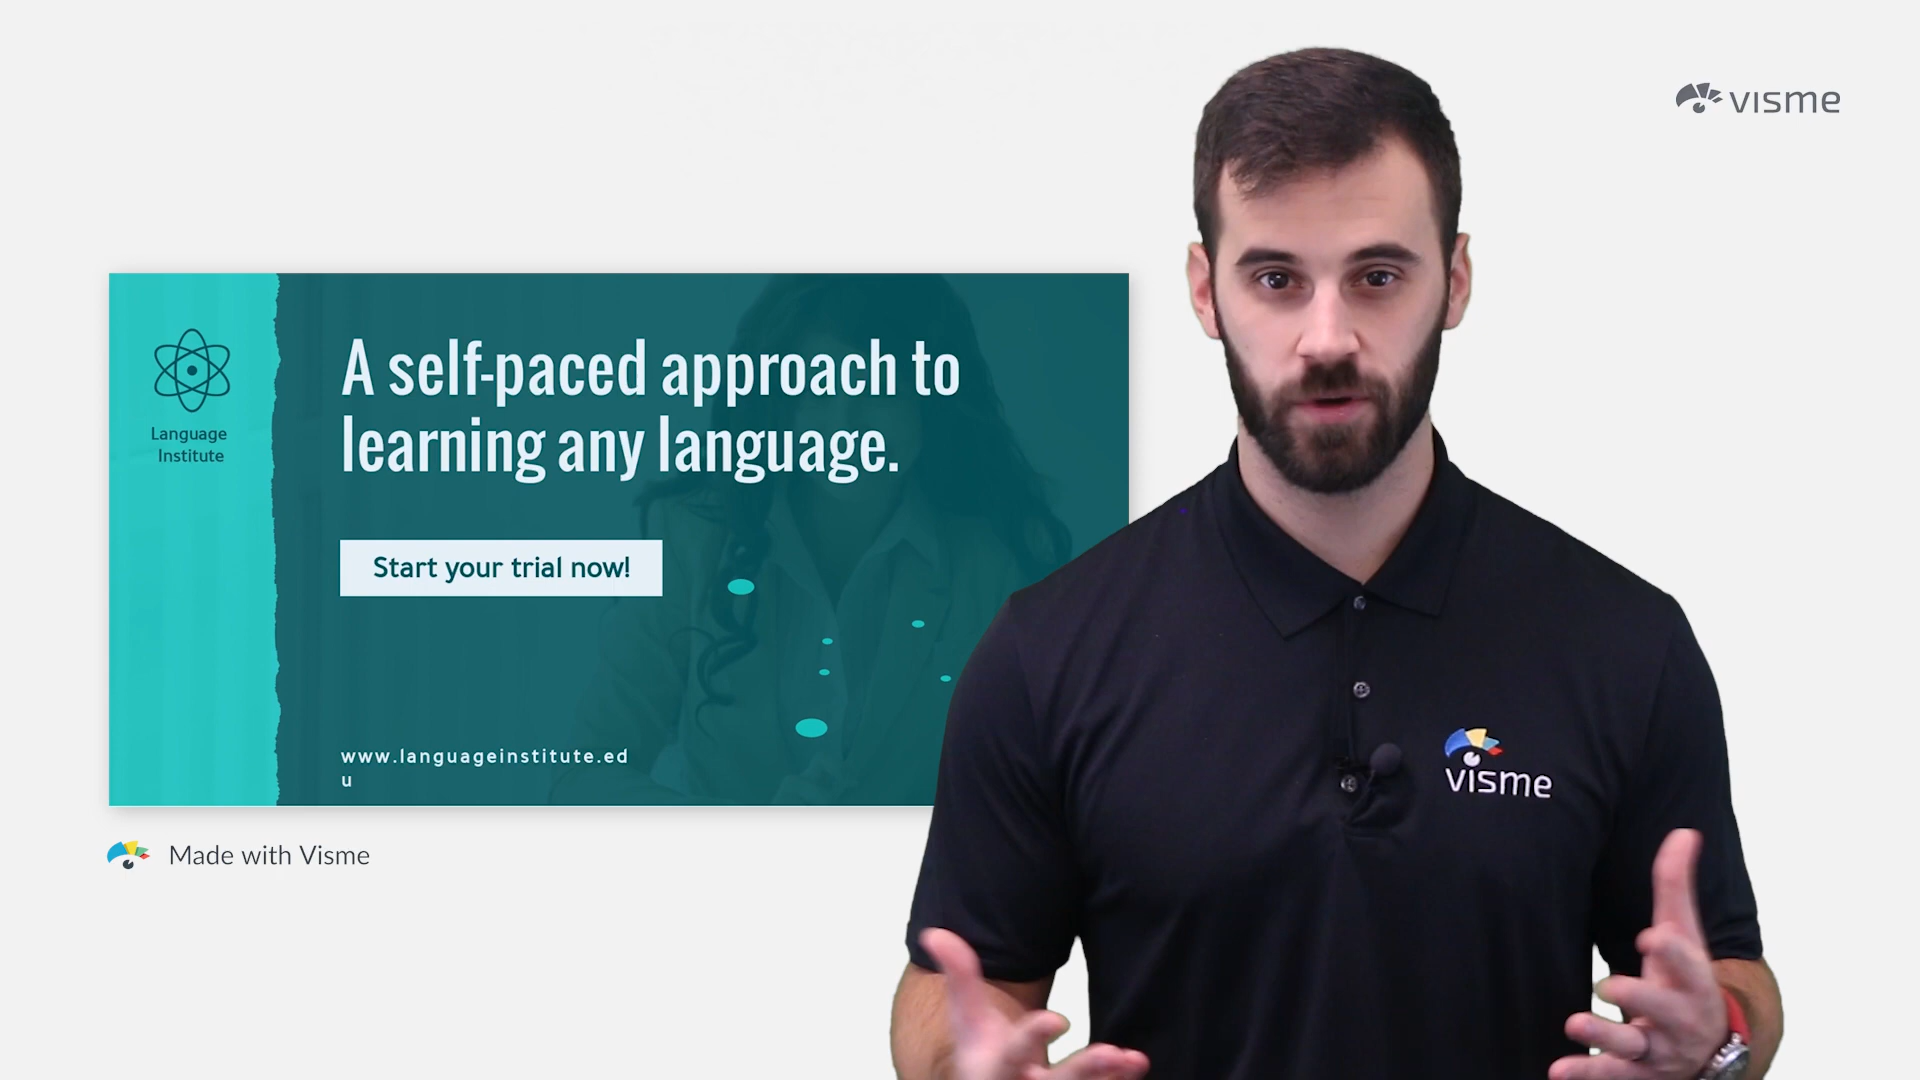 visme
Language
Institute
A self-paced approach to
learning any language.
Start your trial now!
www.languageinstitute.ed
u
visme
Made with Visme